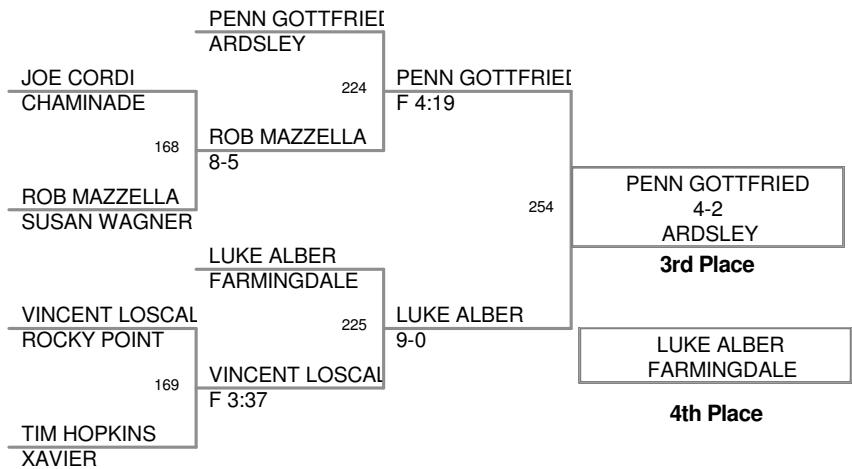 PENN GOTTFRIED
ARDSLEY
JOE CORDI
CHAMINADE
224
PENN GOTTFRIED
F 4:19
168
ROB MAZZELLA
8-5
ROB MAZZELLA
SUSAN WAGNER
254
PENN GOTTFRIED
4-2
ARDSLEY
3rd Place
LUKE ALBER
FARMINGDALE
VINCENT LOSCAL
ROCKY POINT
225
LUKE ALBER
9-0
LUKE ALBER
FARMINGDALE
4th Place
169
VINCENT LOSCAL
F 3:37
TIM HOPKINS
XAVIER